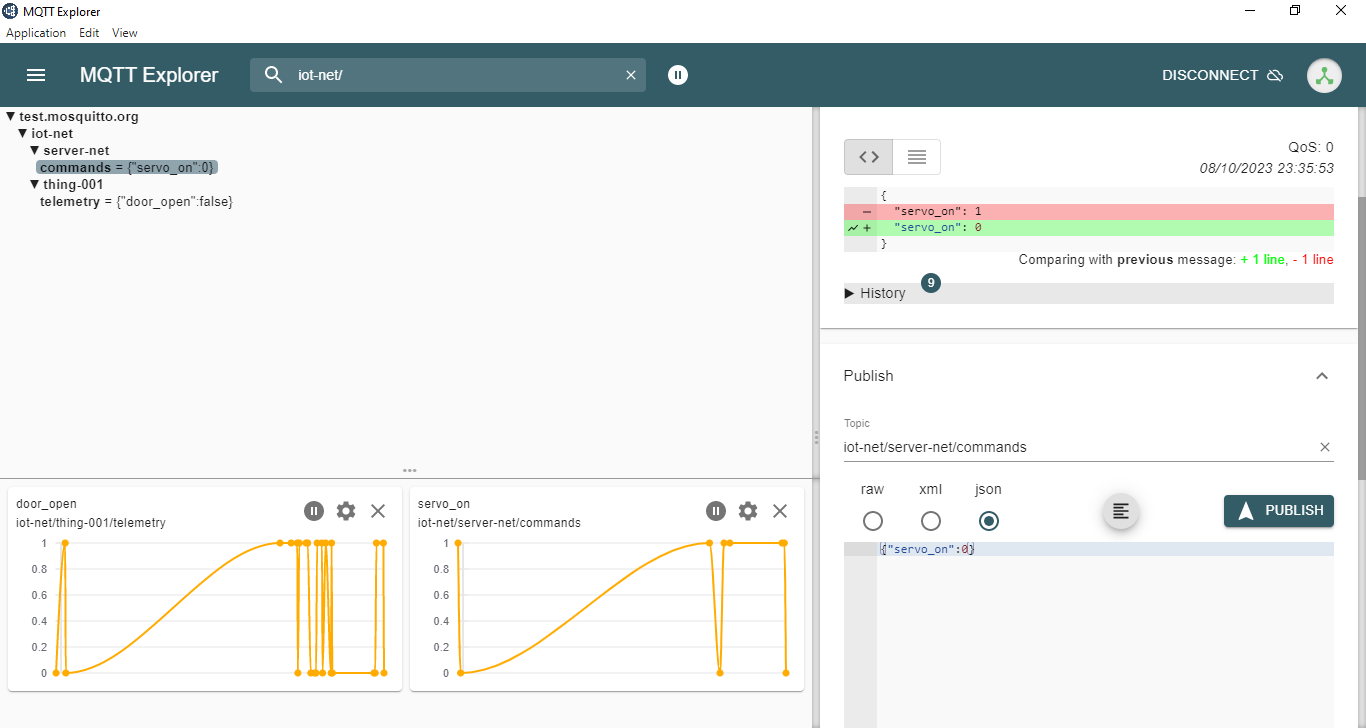 MQTT Explorer
Application Edit View
MQTT Explorer
iot-net/
DISCONNECT
▼ test.mosquitto.org
▼ iot-net
▼ server-net
commands = {"servo_on":0}
▼ thing-001
telemetry = {"door_open":false}
QoS: 0
08/10/2023 23:35:53
{
− "servo_on": 1
+ "servo_on": 0
}
Comparing with previous message: + 1 line, - 1 line
▶ History 9
Publish
Topic
iot-net/server-net/commands
raw xml json
PUBLISH
{"servo_on":0}
door_open
iot-net/thing-001/telemetry
1
0.8
0.6
0.4
0.2
0
servo_on
iot-net/server-net/commands
1
0.8
0.6
0.4
0.2
0